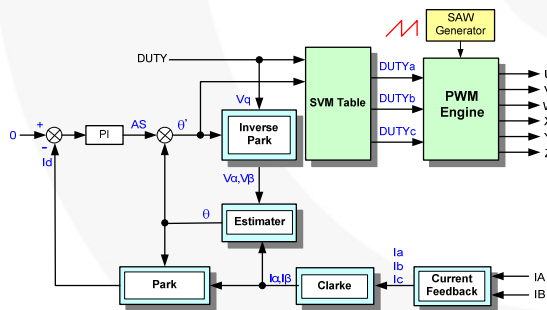 SAW
Generator
DUTY
DUTYa
Vq
SVM Table
DUTYb
PWM
Engine
U
V
W
X
Y
Z
0
+
-
PI
AS
θ'
Inverse
Park
DUTYc
Id
Vα,Vβ
θ
Estimater
Ia
Ib
Ic
Park
Iα,Iβ
Clarke
Current
Feedback
IA
IB